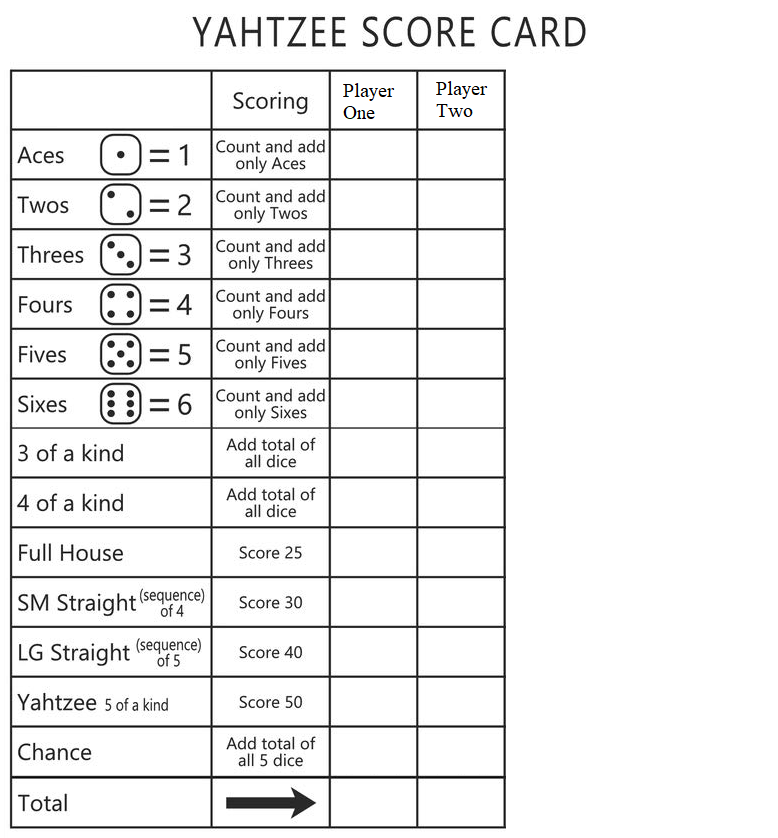 YAHTZEE SCORE CARD
Scoring
Player
One
Player
Two
Aces = 1
Count and add
only Aces
Twos = 2
Count and add
only Twos
Threes = 3
Count and add
only Threes
Fours = 4
Count and add
only Fours
Fives = 5
Count and add
only Fives
Sixes = 6
Count and add
only Sixes
3 of a kind
Add total of
all dice
4 of a kind
Add total of
all dice
Full House
Score 25
SM Straight (sequence)
of 4
Score 30
LG Straight (sequence)
of 5
Score 40
Yahtzee 5 of a kind
Score 50
Chance
Add total of
all 5 dice
Total